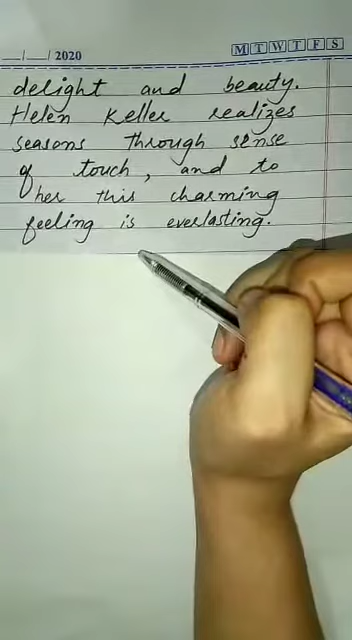 __/__/ 2020 M T W T F S
delight and beauty.
Helen Keller realizes
seasons through sense
of touch, and to
her this charming
feeling is everlasting.